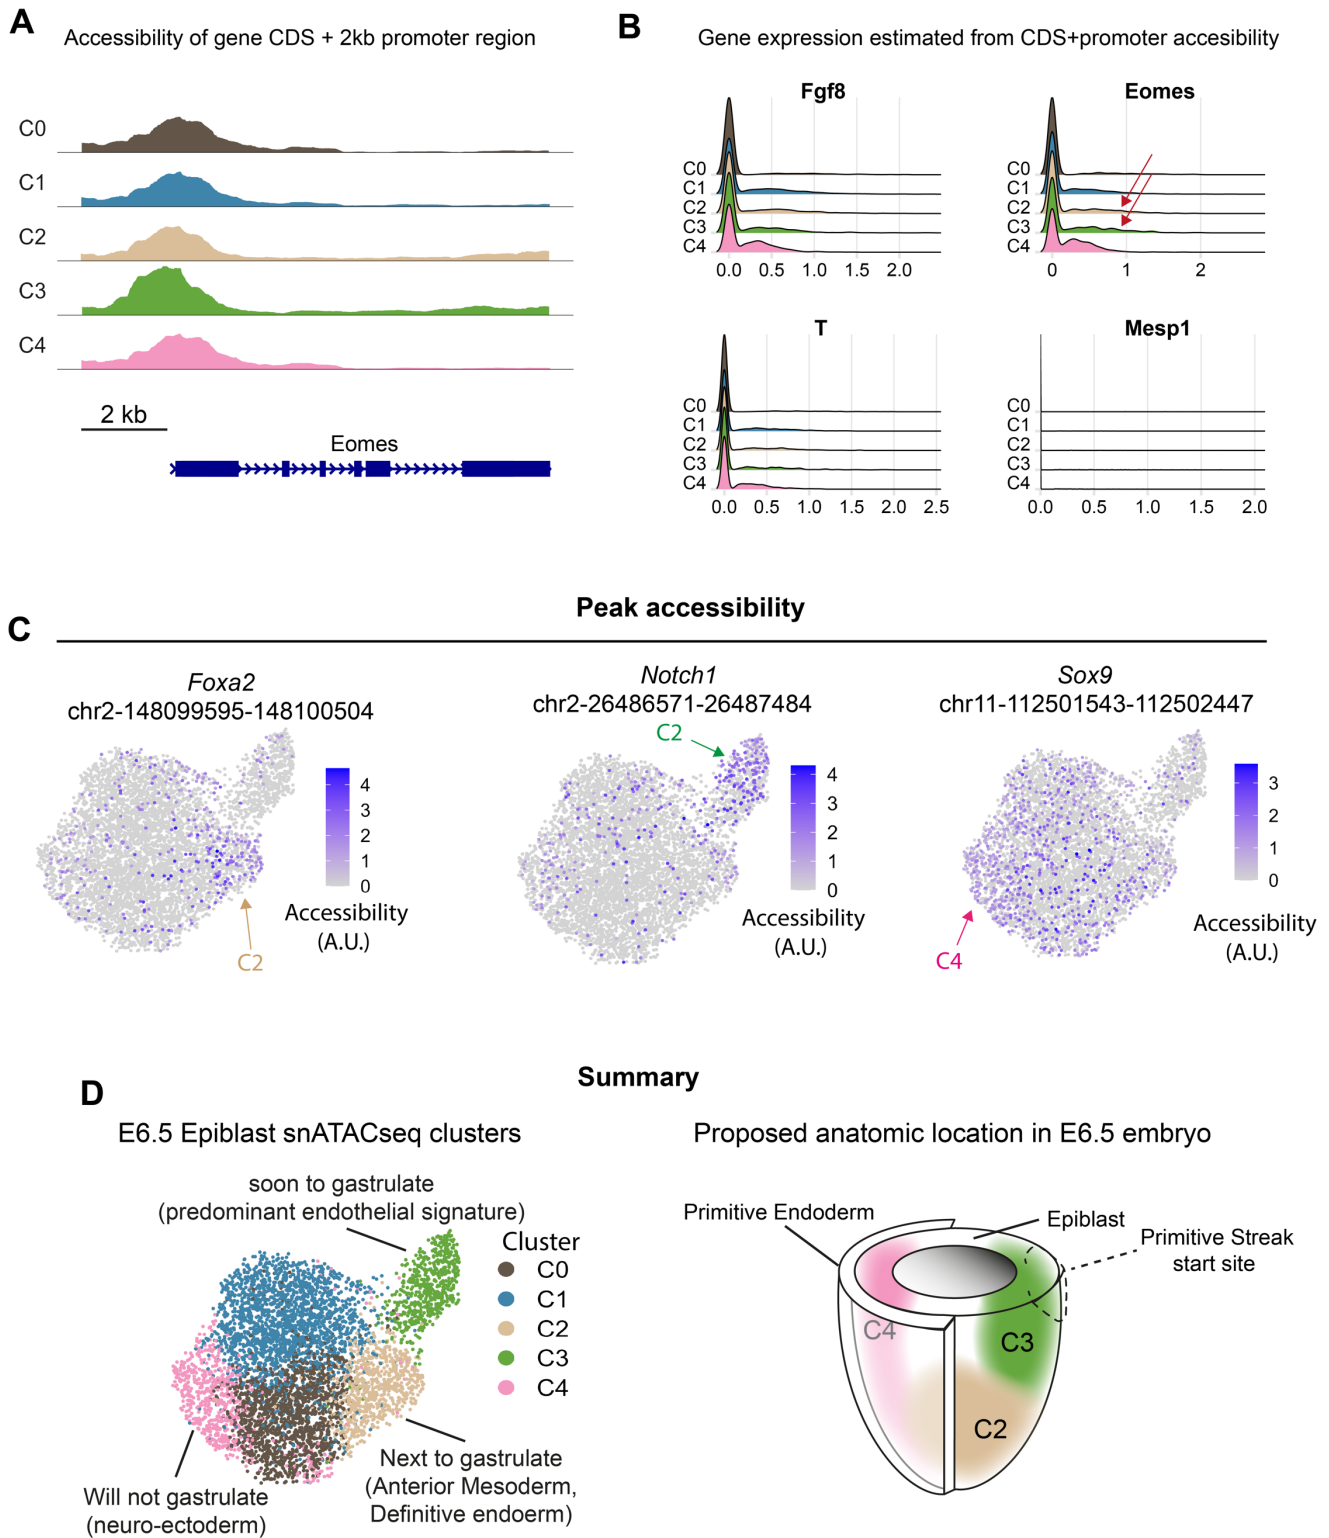 A
Accessibility of gene CDS + 2kb promoter region
C0
C1
C2
C3
C4
2 kb
Eomes
B
Gene expression estimated from CDS+promoter accesibility
Fgf8
C0
C1
C2
C3
C4
0.0 0.5 1.0 1.5 2.0
Eomes
C0
C1
C2
C3
C4
0 1 2
T
C0
C1
C2
C3
C4
0.0 0.5 1.0 1.5 2.0 2.5
Mesp1
C0
C1
C2
C3
C4
0.0 0.5 1.0 1.5 2.0
Peak accessibility
C
Foxa2
chr2-148099595-148100504
4
3
2
1
0
Accessibility
(A.U.)
C2
Notch1
chr2-26486571-26487484
C2
4
3
2
1
0
Accessibility
(A.U.)
Sox9
chr11-112501543-112502447
3
2
1
0
Accessibility
(A.U.)
C4
Summary
D
E6.5 Epiblast snATACseq clusters
soon to gastrulate
(predominant endothelial signature)
Cluster
C0
C1
C2
C3
C4
Next to gastrulate
(Anterior Mesoderm,
Definitive endoerm)
Will not gastrulate
(neuro-ectoderm)
Proposed anatomic location in E6.5 embryo
Primitive Endoderm
Epiblast
Primitive Streak
start site
C4
C3
C2